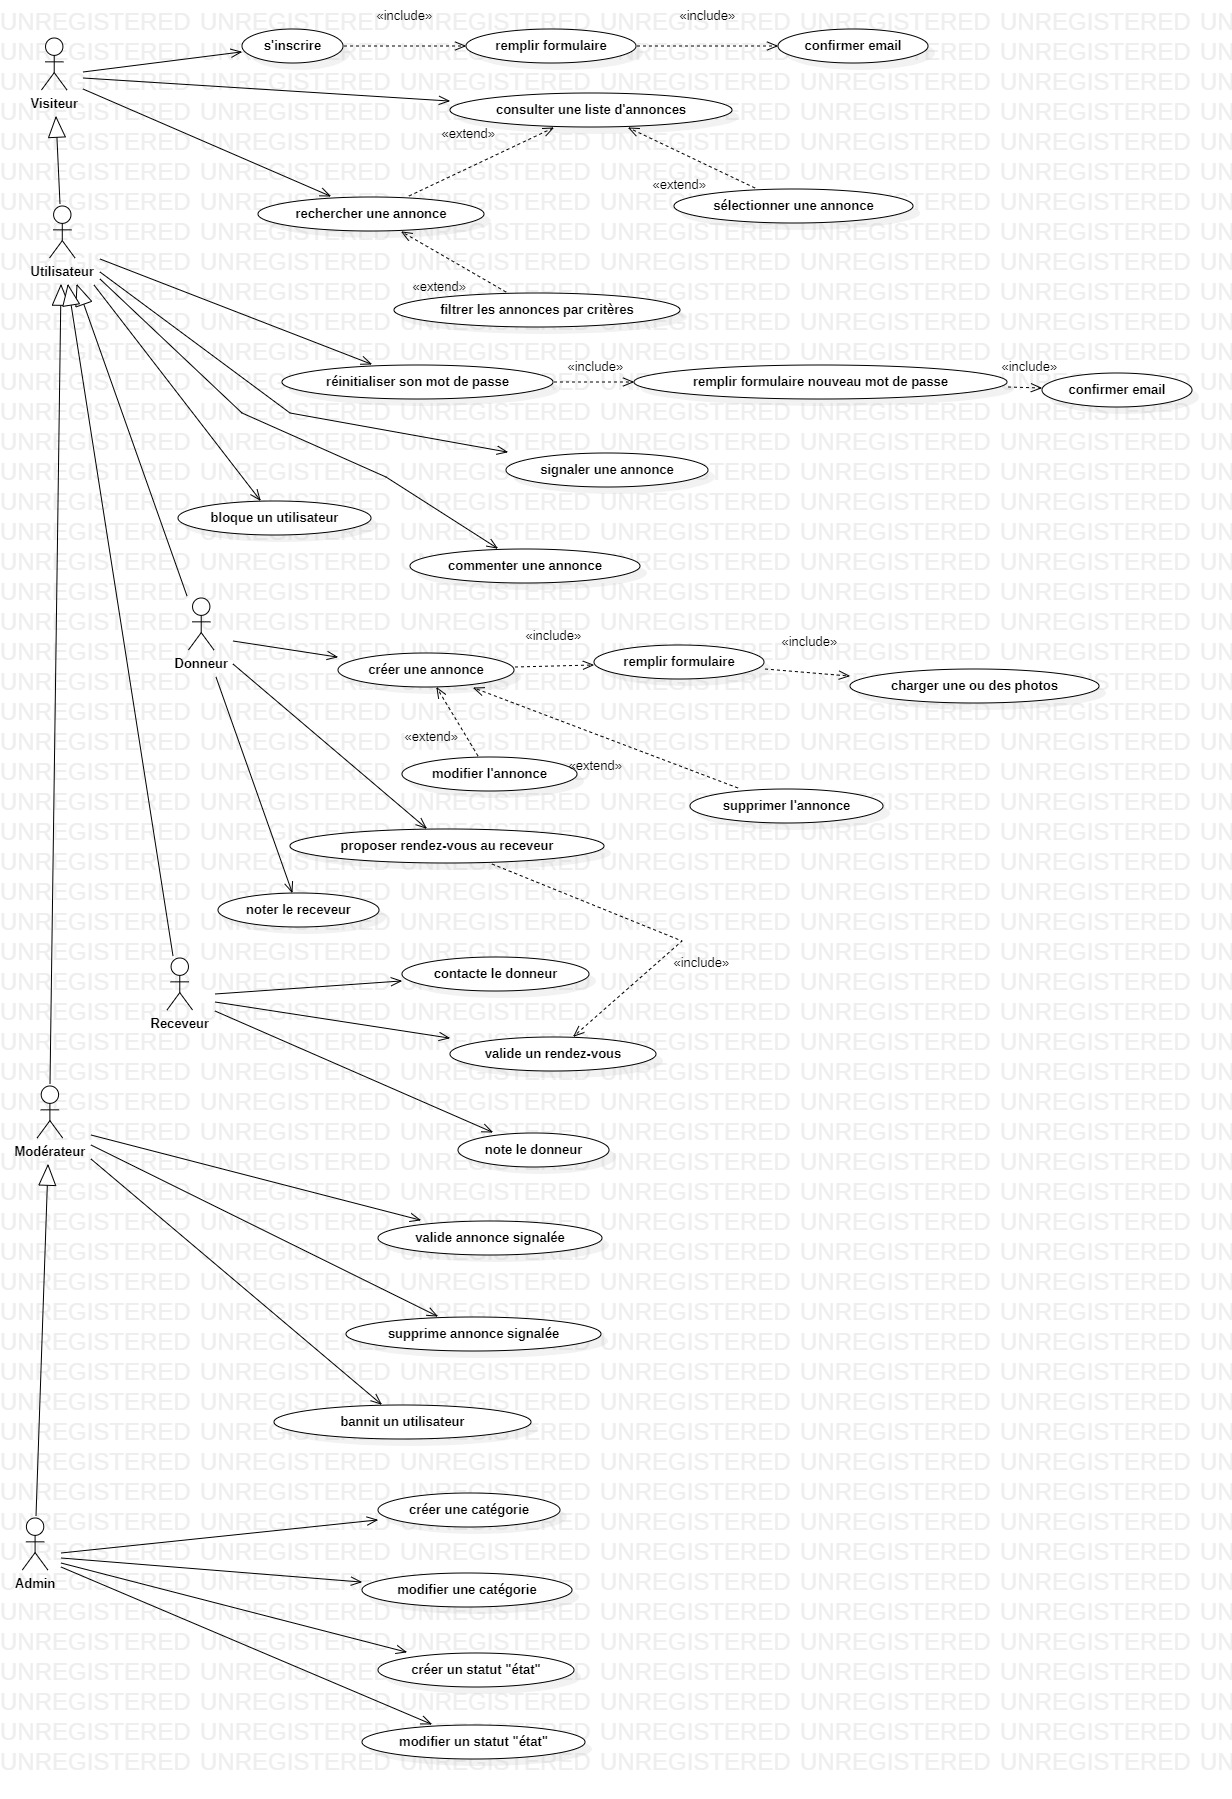 «include»
«include»
s'inscrire
remplir formulaire
confirmer email
Visiteur
consulter une liste d'annonces
«extend»
«extend»
sélectionner une annonce
rechercher une annonce
Utilisateur
«extend»
filtrer les annonces par critères
«include»
«include»
réinitialiser son mot de passe
remplir formulaire nouveau mot de passe
confirmer email
signaler une annonce
bloque un utilisateur
commenter une annonce
«include»
«include»
Donneur
créer une annonce
remplir formulaire
charger une ou des photos
«extend»
«extend»
modifier l'annonce
supprimer l'annonce
proposer rendez-vous au receveur
noter le receveur
«include»
contacte le donneur
Receveur
valide un rendez-vous
Modérateur
note le donneur
valide annonce signalée
supprime annonce signalée
bannit un utilisateur
créer une catégorie
Admin
modifier une catégorie
créer un statut "état"
modifier un statut "état"
UNREGISTERED